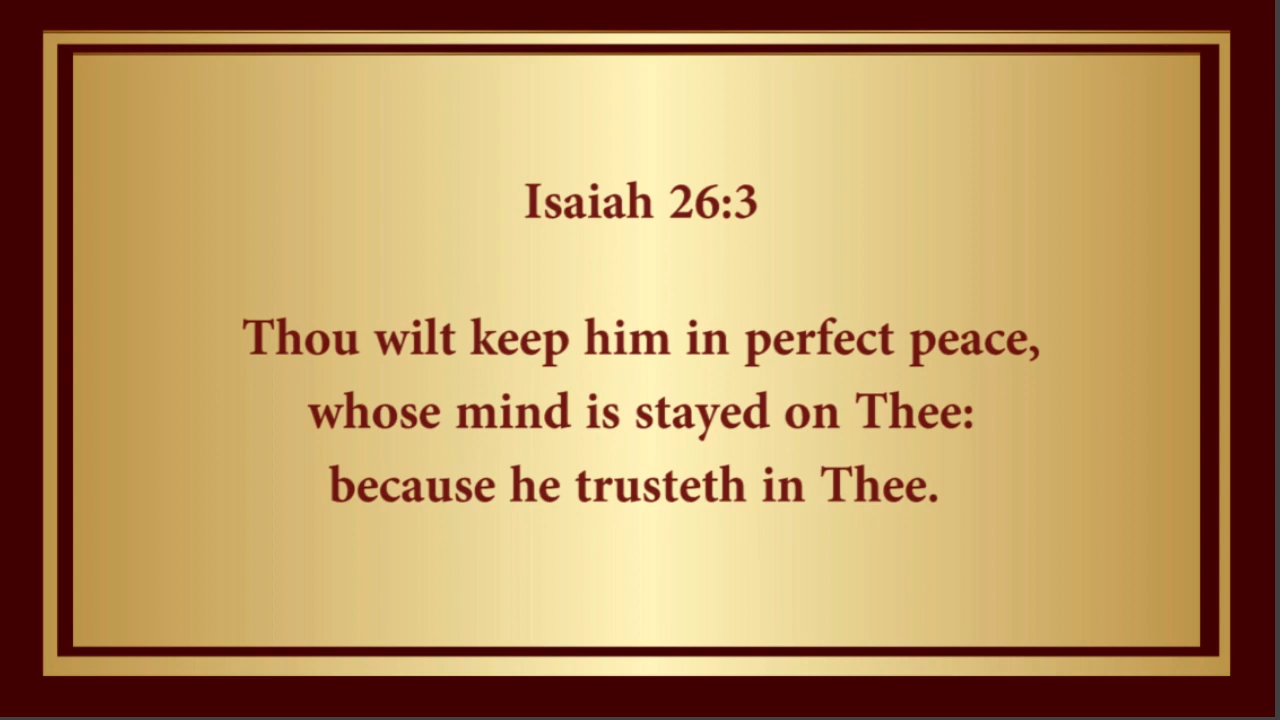 Isaiah 26:3
Thou wilt keep him in perfect peace,
whose mind is stayed on Thee:
because he trusteth in Thee.